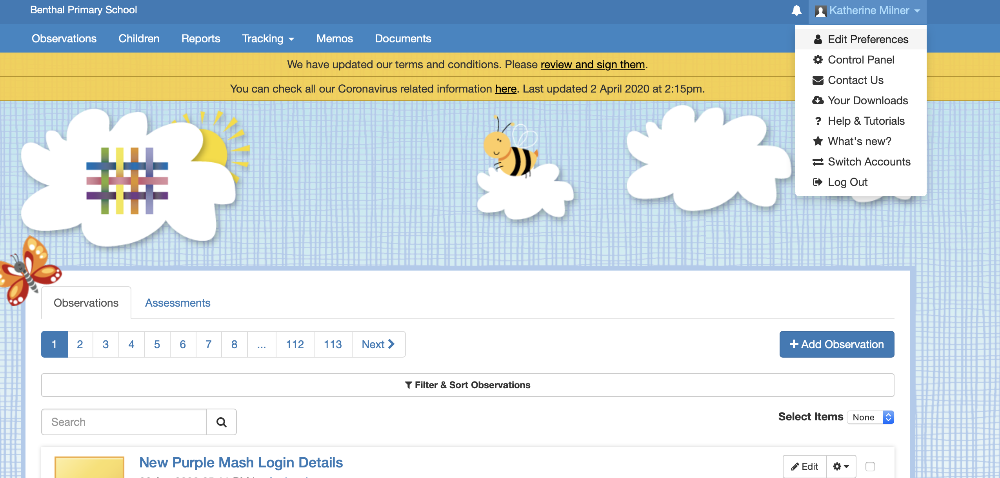 Benthal Primary School
Katherine Milner
Observations Children Reports Tracking Memos Documents
Edit Preferences
Control Panel
Contact Us
Your Downloads
Help & Tutorials
What's new?
Switch Accounts
Log Out
We have updated our terms and conditions. Please review and sign them.
You can check all our Coronavirus related information here. Last updated 2 April 2020 at 2:15pm.
Observations Assessments
1 2 3 4 5 6 7 8 ... 112 113 Next
+ Add Observation
Filter & Sort Observations
Search
Select Items None
New Purple Mash Login Details
Edit